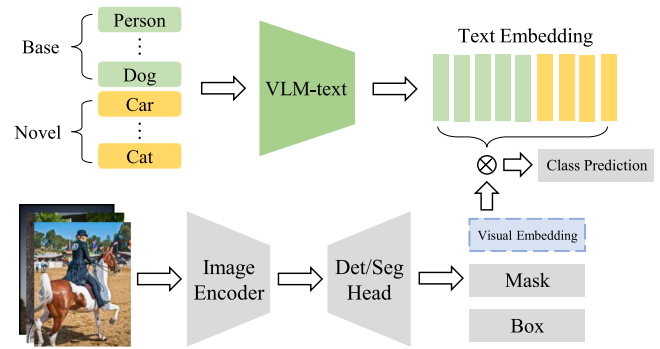 Base
Person
⋮
Dog
Novel
Car
⋮
Cat
VLM-text
Text Embedding
⊗
Class Prediction
Visual Embedding
Image
Encoder
Det/Seg
Head
Mask
Box